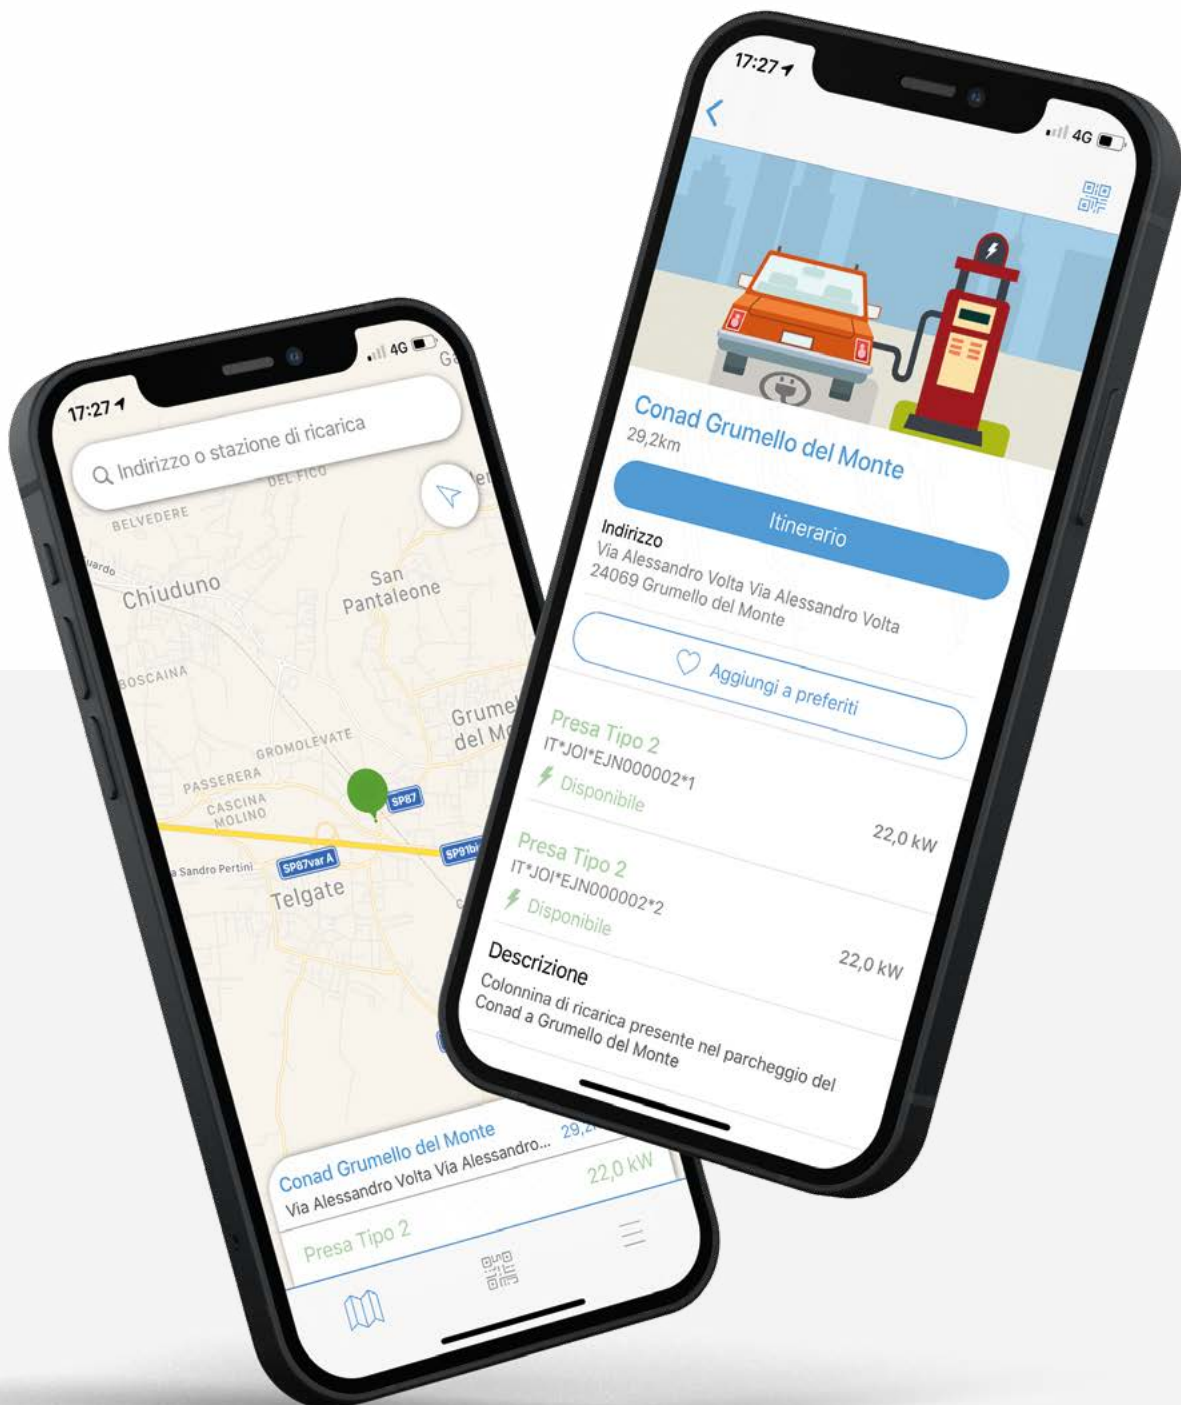 17:27
4G
Indirizzo o stazione di ricarica
DEL FICO
BELVEDERE
Chiuduno
San
Pantaleone
BOSCAINA
GROMOLEVATE
PASSERERA
CASCINA
MOLINO
SP87
SP87var A
a Sandro Pertini
Telgate
Conad Grumello del Monte
Via Alessandro Volta Via Alessandro...
Presa Tipo 2
22,0 kW
17:27
4G
Conad Grumello del Monte
29,2km
Itinerario
Indirizzo
Via Alessandro Volta Via Alessandro Volta
24069 Grumello del Monte
Aggiungi a preferiti
Presa Tipo 2
IT*JOI*EJN000002*1
Disponibile
22,0 kW
Presa Tipo 2
IT*JOI*EJN000002*2
Disponibile
22,0 kW
Descrizione
Colonnina di ricarica presente nel parcheggio del
Conad a Grumello del Monte